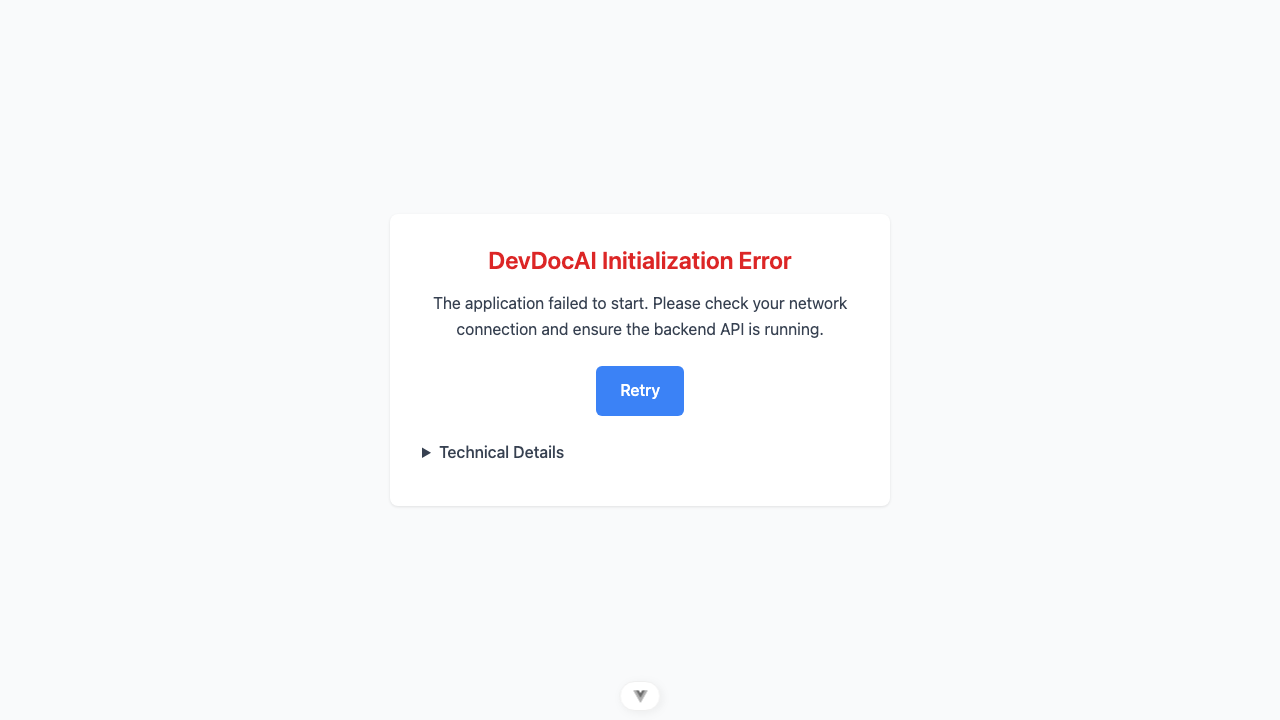 DevDocAI Initialization Error
The application failed to start. Please check your network
connection and ensure the backend API is running.
Retry
Technical Details